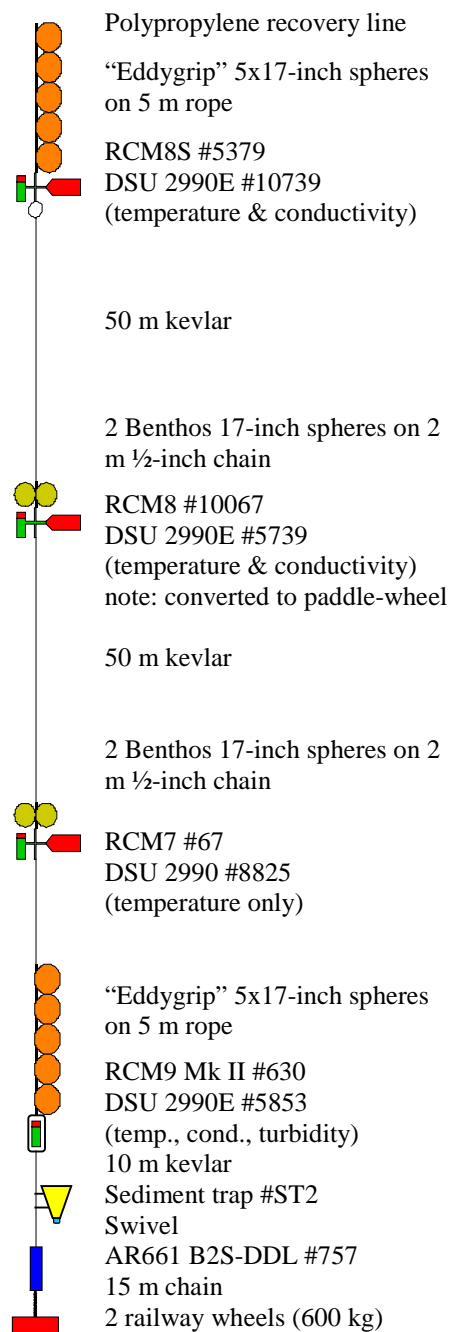 Polypropylene recovery line
“Eddygrip” 5x17-inch spheres
on 5 m rope
RCM8S #5379
DSU 2990E #10739
(temperature & conductivity)
50 m kevlar
2 Benthos 17-inch spheres on 2
m ½-inch chain
RCM8 #10067
DSU 2990E #5739
(temperature & conductivity)
note: converted to paddle-wheel
50 m kevlar
2 Benthos 17-inch spheres on 2
m ½-inch chain
RCM7 #67
DSU 2990 #8825
(temperature only)
“Eddygrip” 5x17-inch spheres
on 5 m rope
RCM9 Mk II #630
DSU 2990E #5853
(temp., cond., turbidity)
10 m kevlar
Sediment trap #ST2
Swivel
AR661 B2S-DDL #757
15 m chain
2 railway wheels (600 kg)